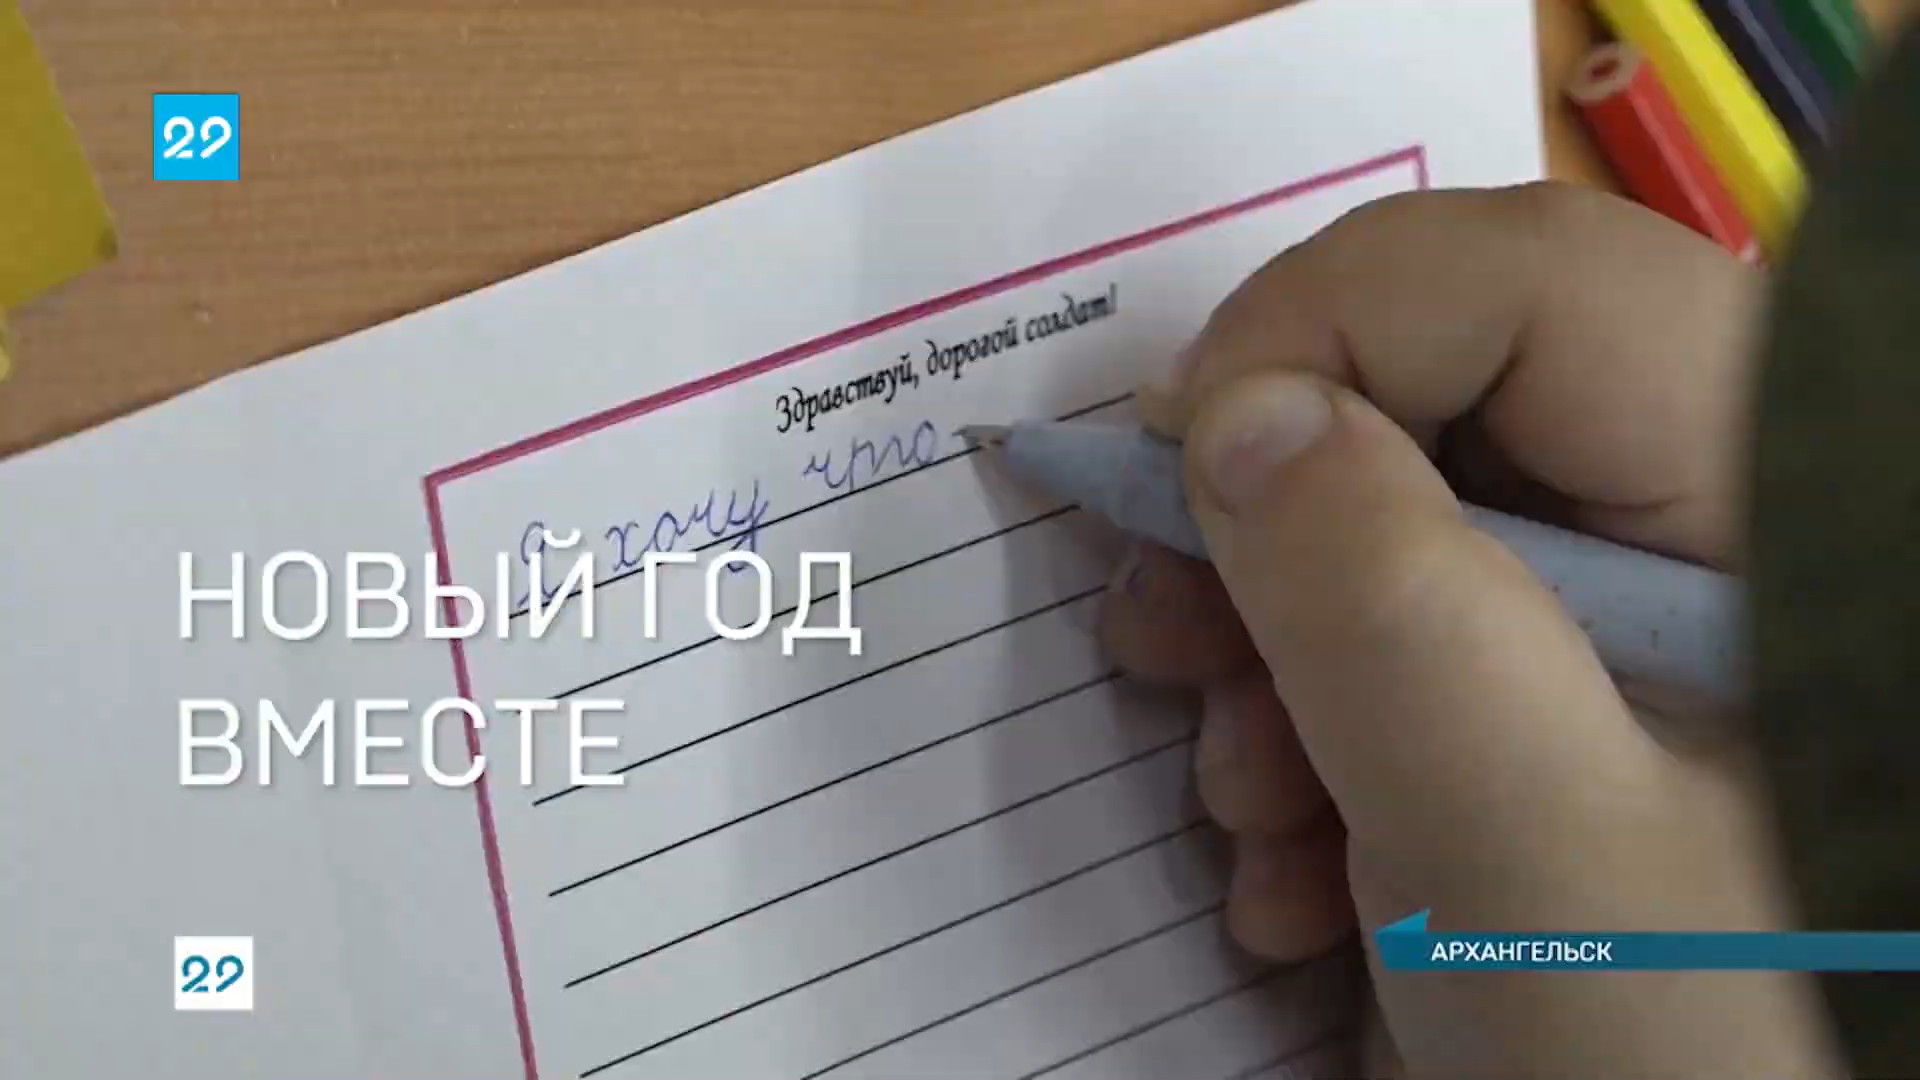 29
Здравствуй, дорогой солдат!
Я хочу что
НОВЫЙ ГОД
ВМЕСТЕ
29
АРХАНГЕЛЬСК